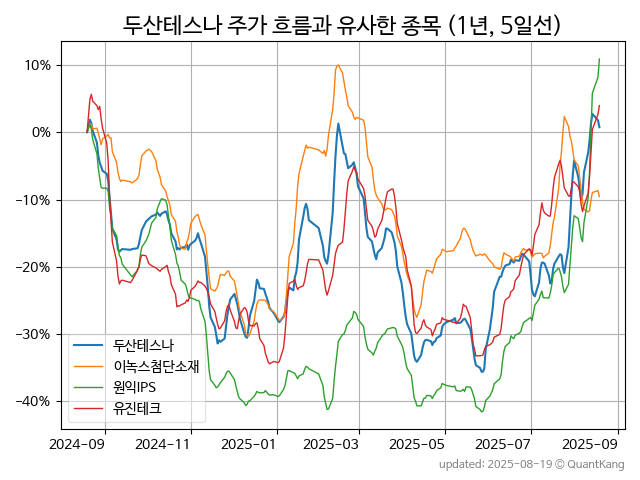 두산테스나 주가 흐름과 유사한 종목 (1년, 5일선)
10%
0%
−10%
−20%
−30%
−40%
두산테스나
이녹스첨단소재
원익IPS
유진테크
2024-09
2024-11
2025-01
2025-03
2025-05
2025-07
2025-09
updated: 2025-08-19 © QuantKang